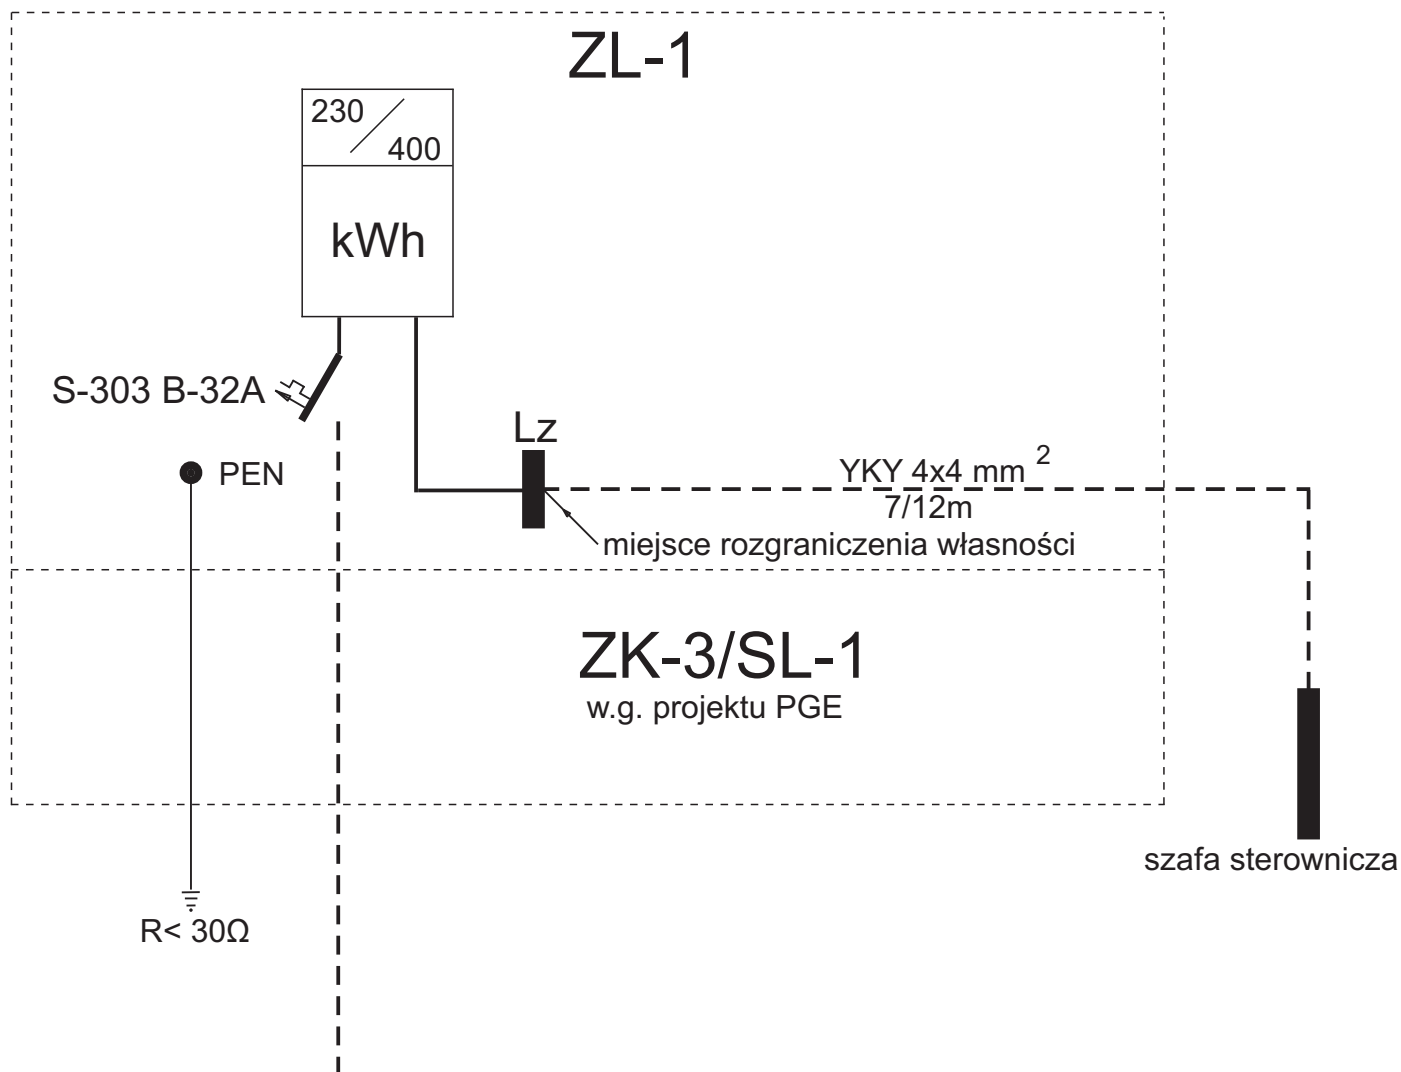 ZL-1
230
400
kWh
S-303 B-32A
Lz
PEN
YKY 4x4 mm 2
7/12m
miejsce rozgraniczenia własności
ZK-3/SL-1
w.g. projektu PGE
szafa sterownicza
R< 30Ω